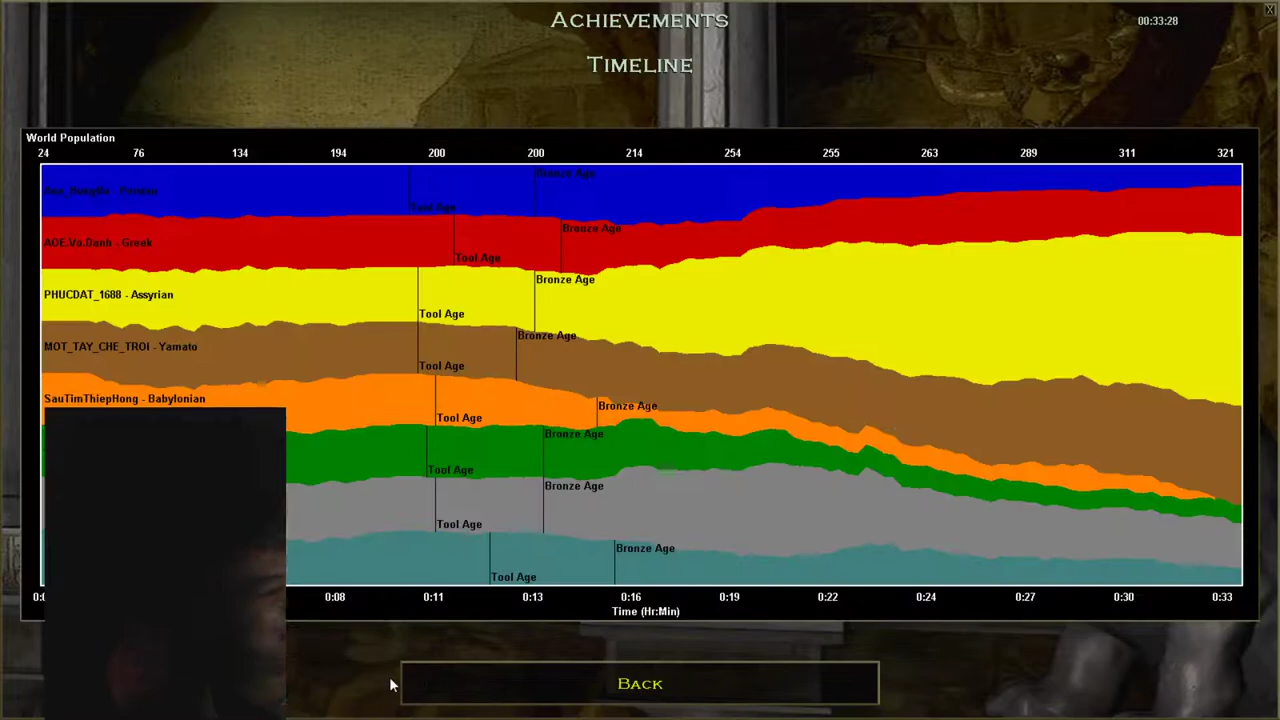 ACHIEVEMENTS
00:33:28
X
TIMELINE
World Population
24 76 134 194 200 200 214 254 255 263 289 311 321
Bronze Age
Tool Age
AOE.Vo.Danh - Greek
Bronze Age
Tool Age
PHUCDAT_1688 - Assyrian
Bronze Age
Tool Age
MOT_TAY_CHE_TROI - Yamato
Bronze Age
Tool Age
SauTimThiepHong - Babylonian
Bronze Age
Tool Age
Bronze Age
Tool Age
Bronze Age
Tool Age
Bronze Age
Tool Age
0:08 0:11 0:13 0:16 0:19 0:22 0:24 0:27 0:30 0:33
Time (Hr:Min)
BACK